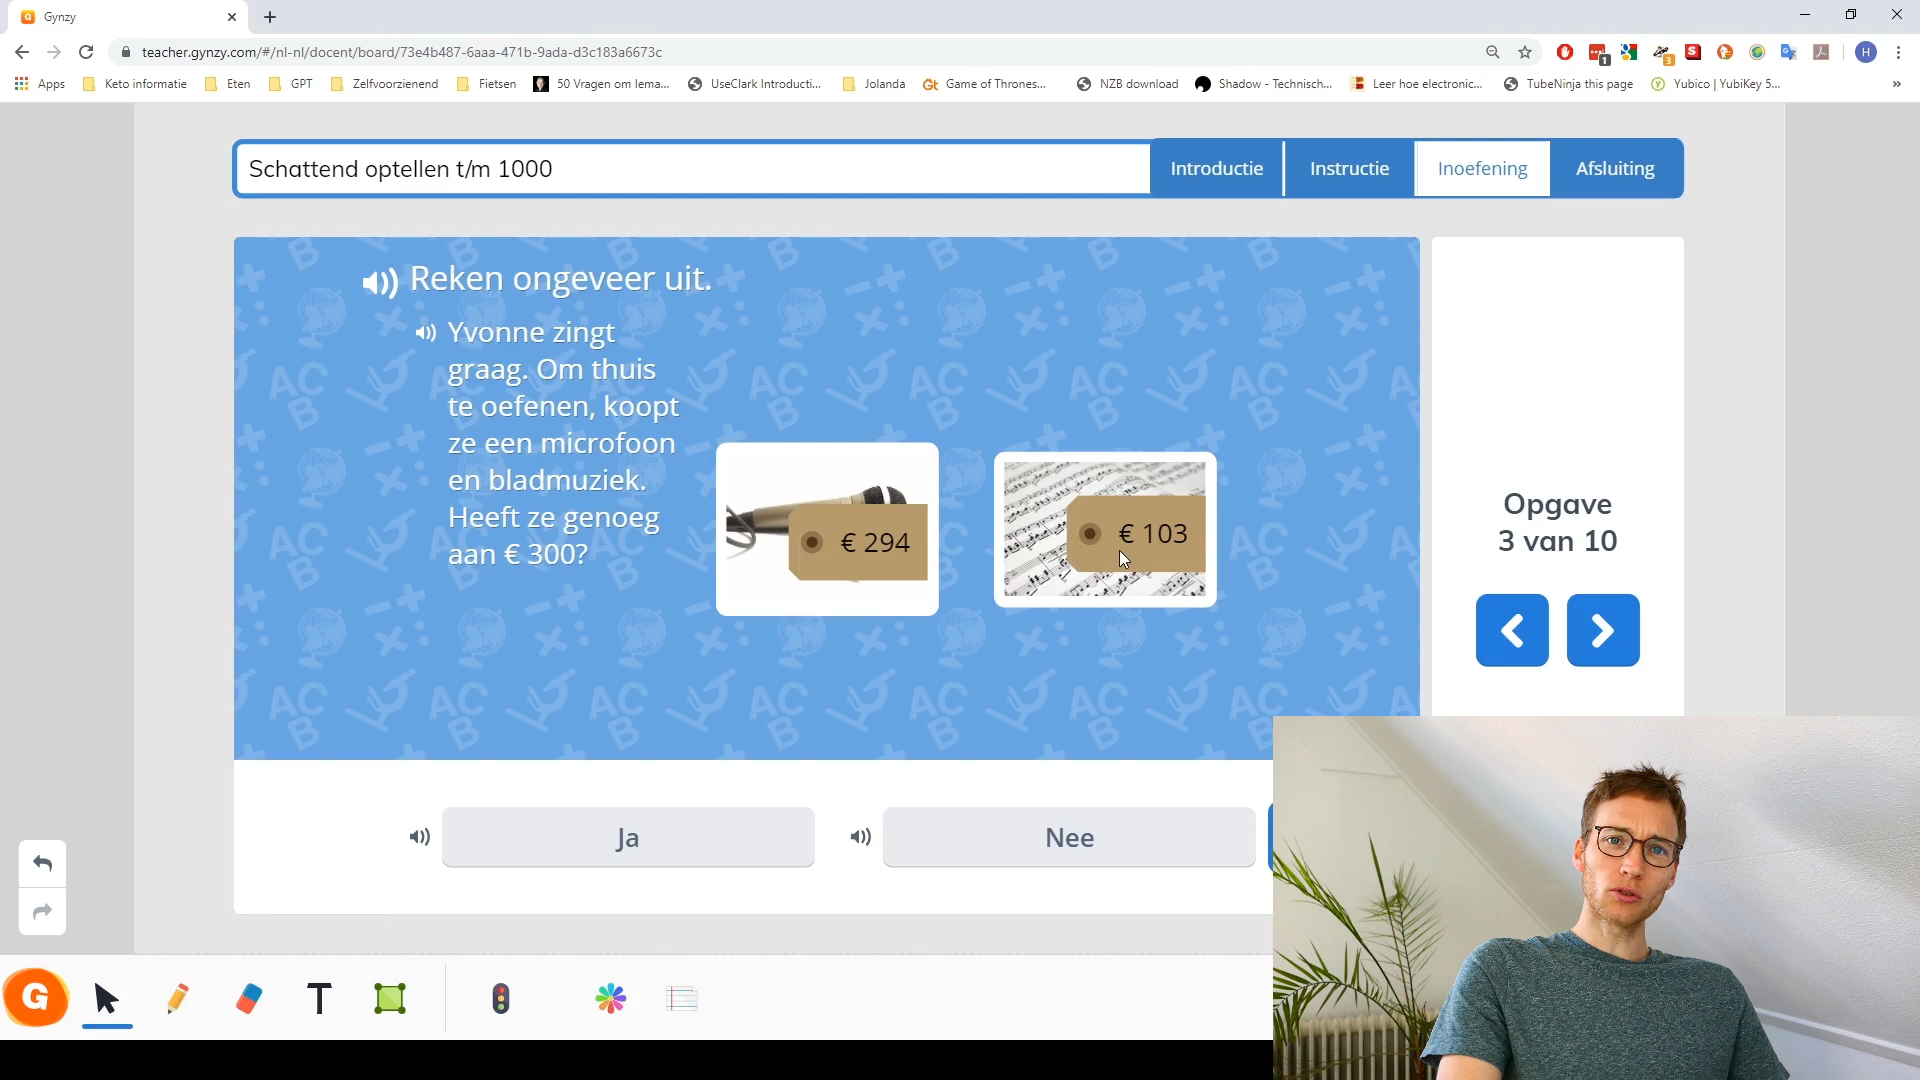 Gynzy
teacher.gynzy.com/#/nl-nl/docent/board/73e4b487-6aaa-471b-9ada-d3c183a6673c
Apps Keto informatie Eten GPT Zelfvoorzienend Fietsen 50 Vragen om Iema... UseClark Introducti... Jolanda Gt Game of Thrones... NZB download Shadow - Technisch... Leer hoe electronic... TubeNinja this page Yubico | YubiKey 5... »
Schattend optellen t/m 1000
Introductie Instructie Inoefening Afsluiting
Reken ongeveer uit.
Yvonne zingt
graag. Om thuis
te oefenen, koopt
ze een microfoon
en bladmuziek.
Heeft ze genoeg
aan € 300?
€ 294
€ 103
Opgave
3 van 10
Ja
Nee
G
T